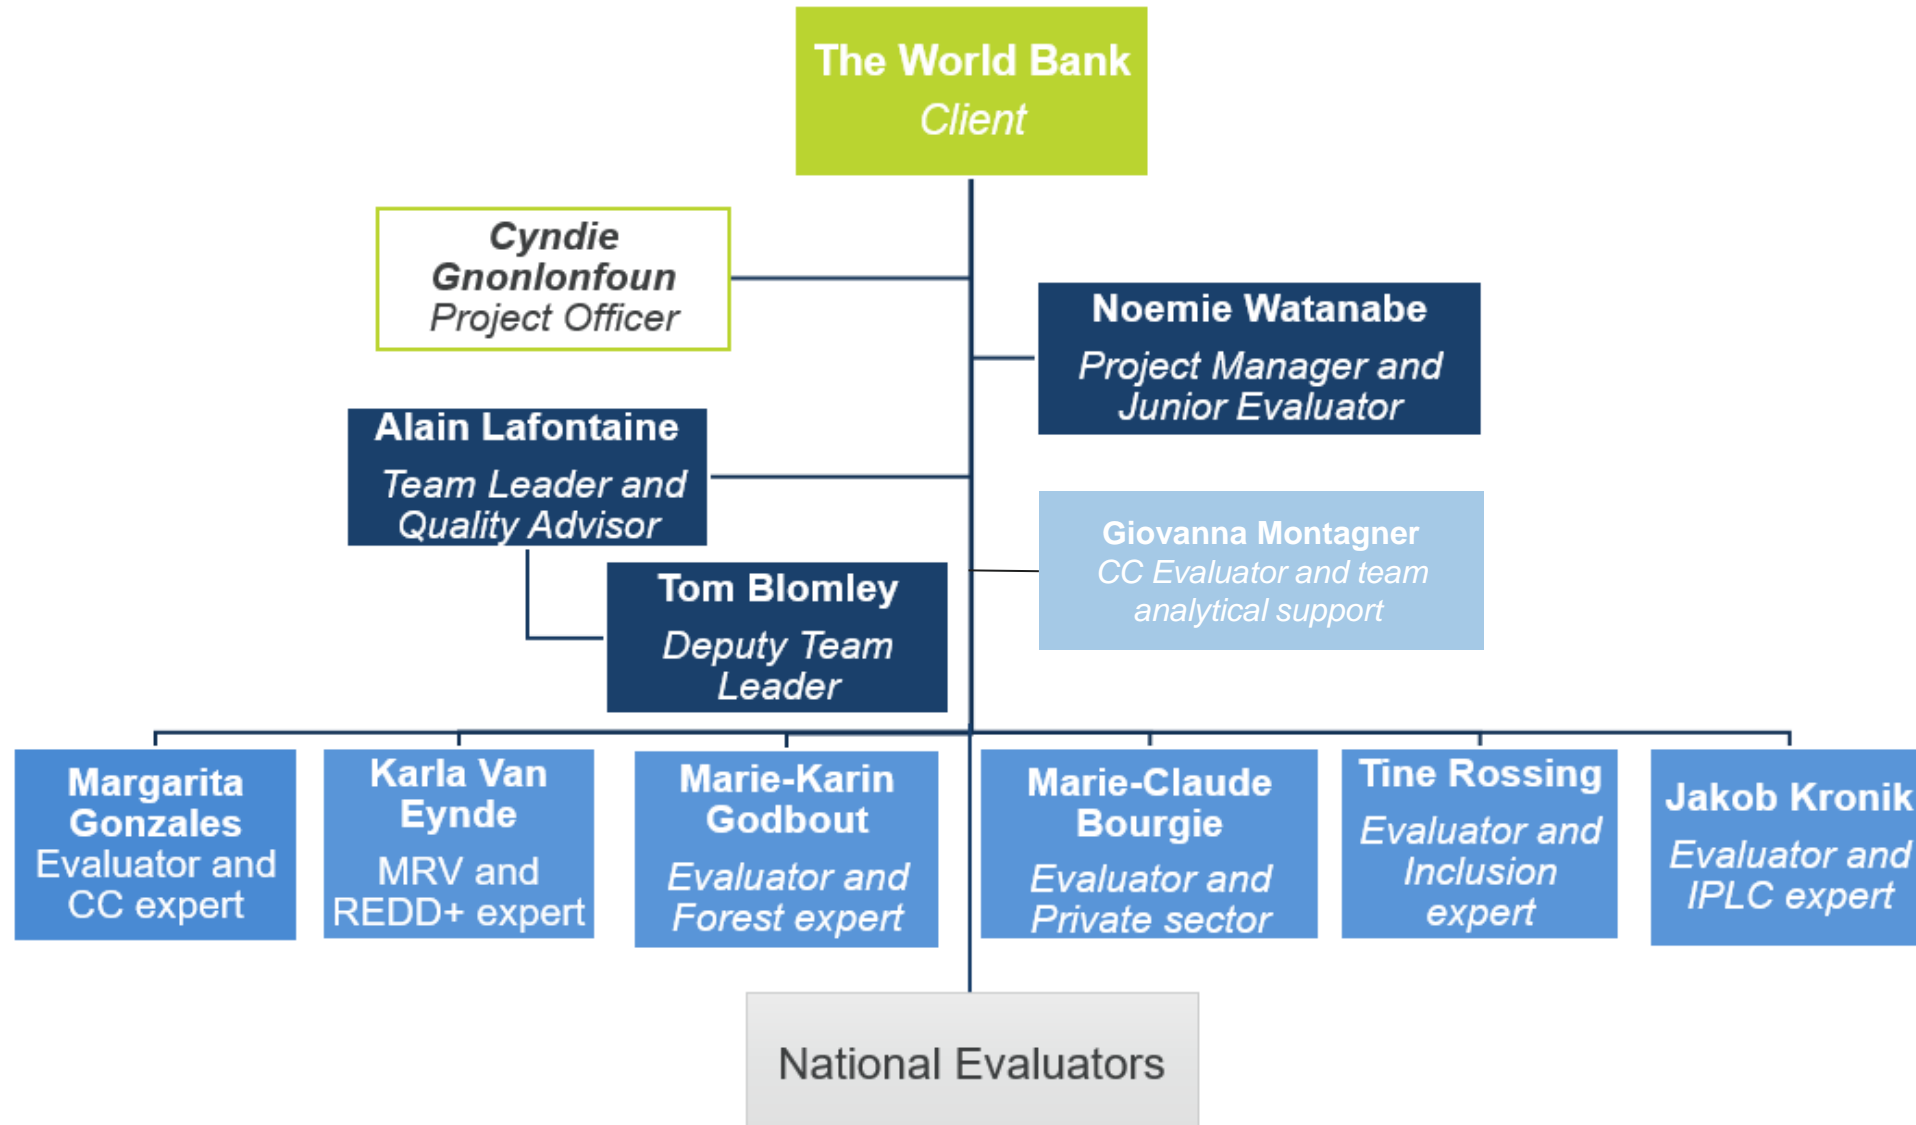 The World Bank
Client
Cyndie
Gnonlonfoun
Project Officer
Noemie Watanabe
Project Manager and
Junior Evaluator
Alain Lafontaine
Team Leader and
Quality Advisor
Giovanna Montagner
CC Evaluator and team
analytical support
Tom Blomley
Deputy Team
Leader
Margarita
Gonzales
Evaluator and
CC expert
Karla Van
Eynde
MRV and
REDD+ expert
Marie-Karin
Godbout
Evaluator and
Forest expert
Marie-Claude
Bourgie
Evaluator and
Private sector
Tine Rossing
Evaluator and
Inclusion
expert
Jakob Kronik
Evaluator and
IPLC expert
National Evaluators